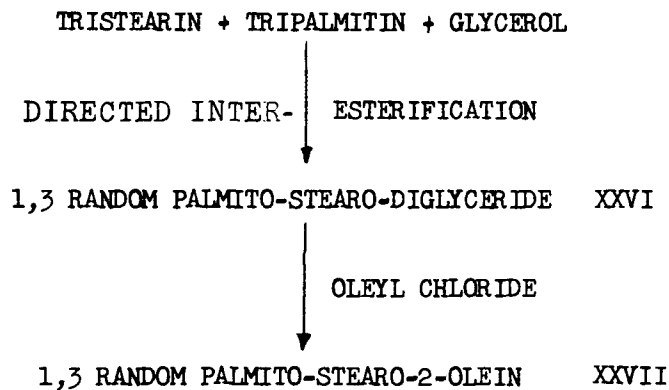 TRISTEARIN + TRIPALMITIN + GLYCEROL
DIRECTED INTER- ESTERIFICATION
1,3 RANDOM PALMITO-STEARO-DIGLYCERIDE XXVI
OLEYL CHLORIDE
1,3 RANDOM PALMITO-STEARO-2-OLEIN XXVII